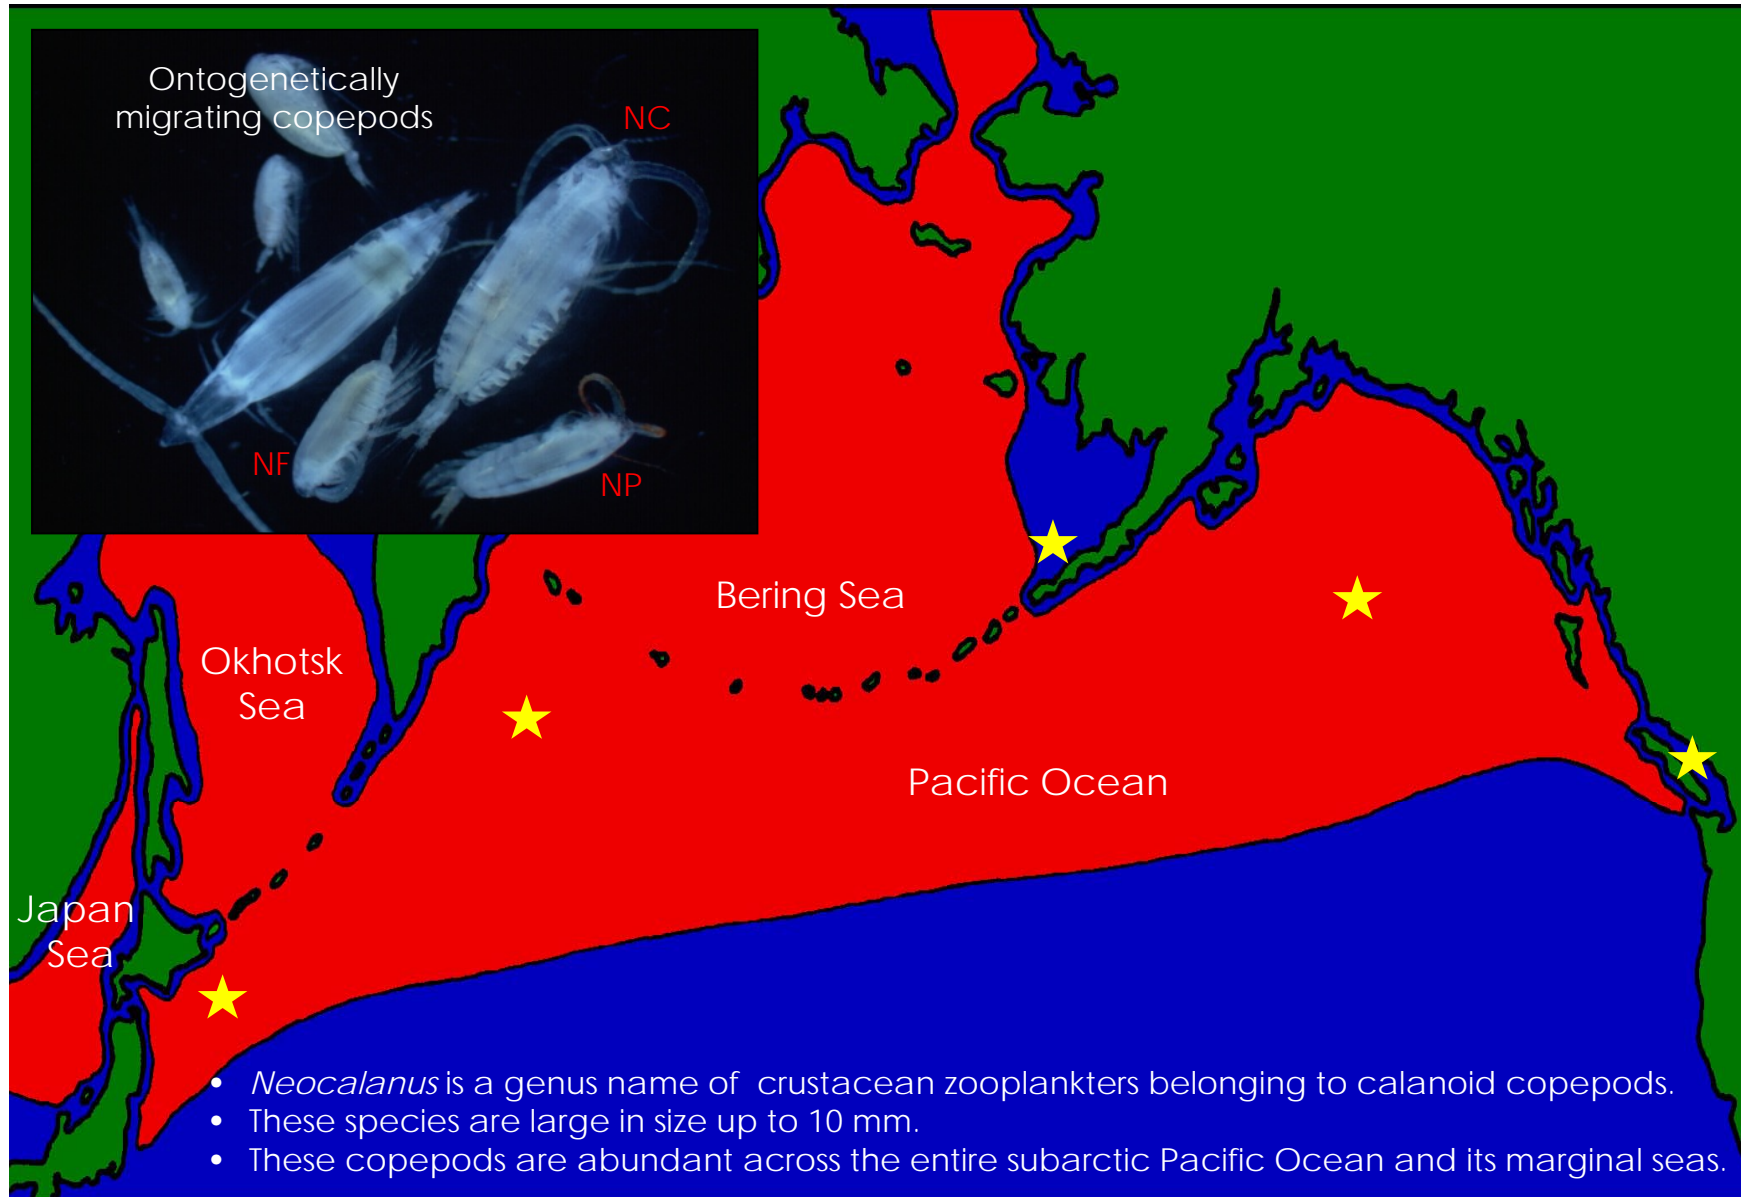 Ontogenetically
migrating copepods
NC
NF
NP
Bering Sea
Okhotsk
Sea
Pacific Ocean
Japan
Sea
• Neocalanus is a genus name of  crustacean zooplankters belonging to calanoid copepods.
• These species are large in size up to 10 mm.
• These copepods are abundant across the entire subarctic Pacific Ocean and its marginal seas.